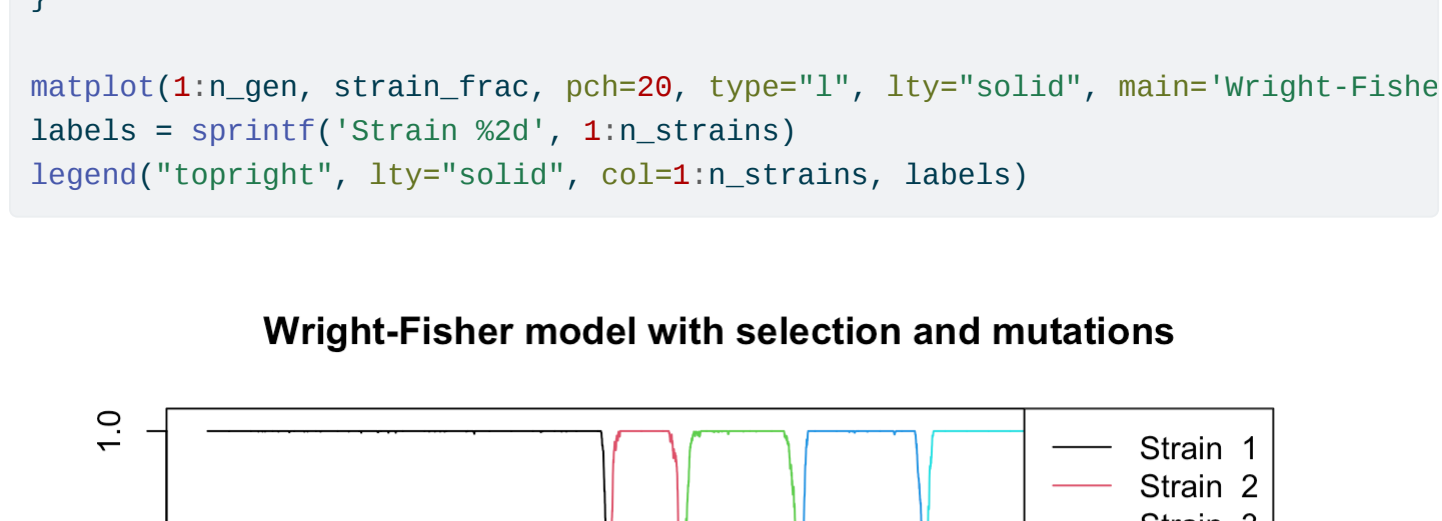 }
matplot(1:n_gen, strain_frac, pch=20, type="l", lty="solid", main='Wright-Fishe
labels = sprintf('Strain %2d', 1:n_strains)
legend("topright", lty="solid", col=1:n_strains, labels)
Wright-Fisher model with selection and mutations
1.0
Strain 1
Strain 2
Strain 3